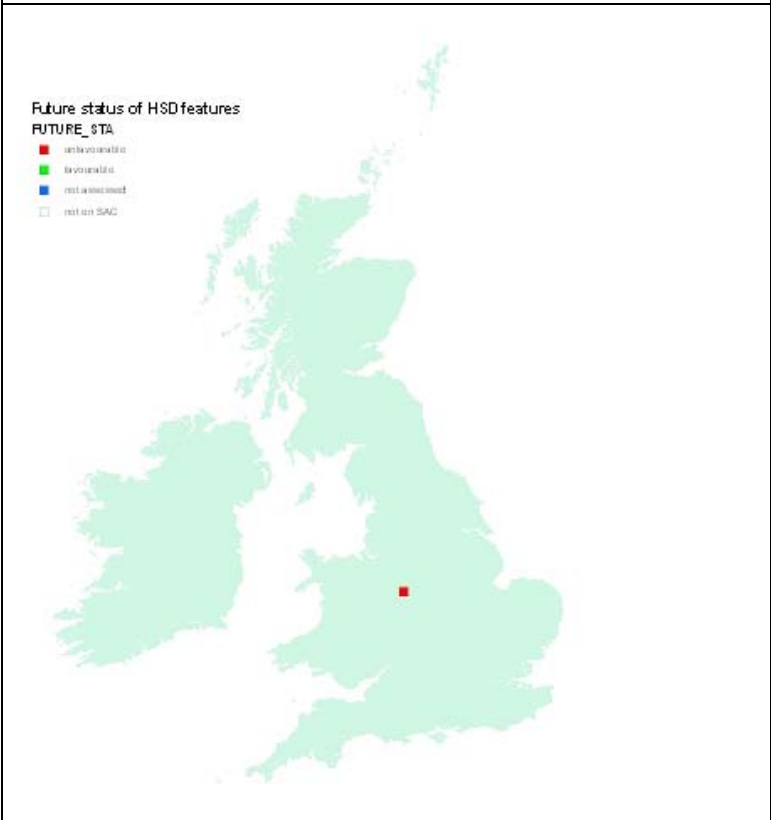 Future status of HSD features
FUTURE_STA
unfavourable
favourable
not assessed
not on SAC